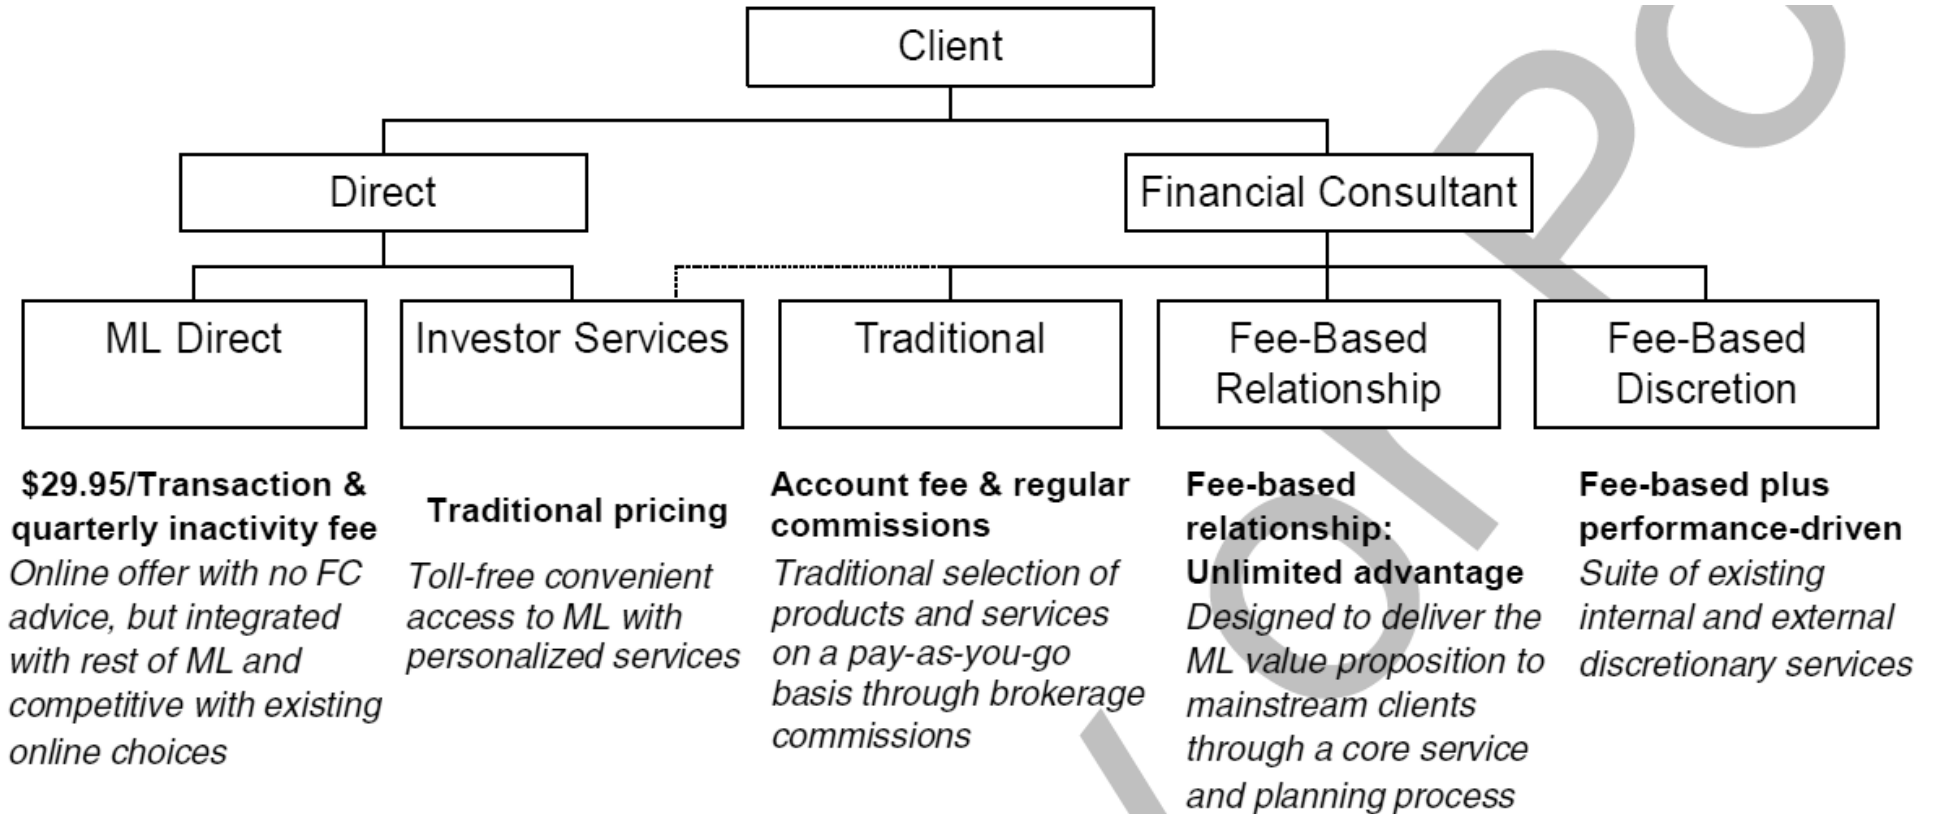 Client
Direct
Financial Consultant
ML Direct
Investor Services
Traditional
Fee-Based
Relationship
Fee-Based
Discretion
$29.95/Transaction &
quarterly inactivity fee
Online offer with no FC
advice, but integrated
with rest of ML and
competitive with existing
online choices
Traditional pricing
Toll-free convenient
access to ML with
personalized services
Account fee & regular
commissions
Traditional selection of
products and services
on a pay-as-you-go
basis through brokerage
commissions
Fee-based
relationship:
Unlimited advantage
Designed to deliver the
ML value proposition to
mainstream clients
through a core service
and planning process
Fee-based plus
performance-driven
Suite of existing
internal and external
discretionary services